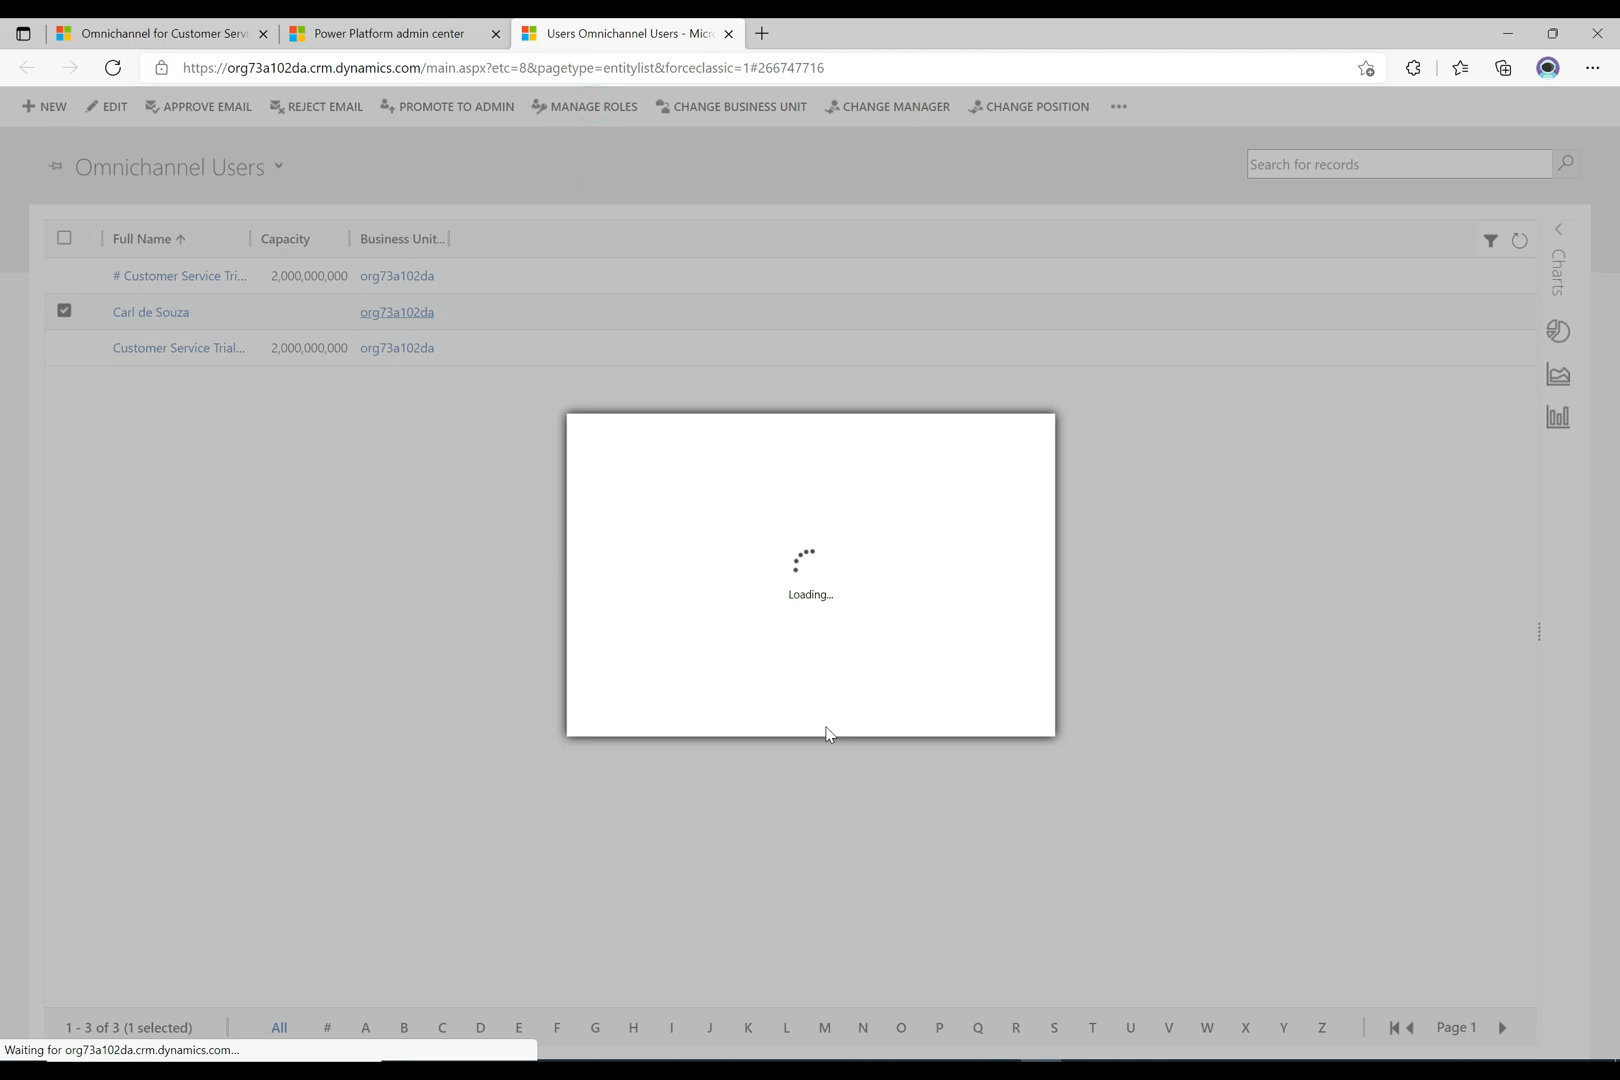 Omnichannel for Customer Servi
Power Platform admin center
Users Omnichannel Users - Micr
https://org73a102da.crm.dynamics.com/main.aspx?etc=8&pagetype=entitylist&forceclassic=1#266747716
NEW
EDIT
APPROVE EMAIL
REJECT EMAIL
PROMOTE TO ADMIN
MANAGE ROLES
CHANGE BUSINESS UNIT
CHANGE MANAGER
CHANGE POSITION
Omnichannel Users
Search for records
Full Name
Capacity
Business Unit...
Charts
# Customer Service Tri...
2,000,000,000
org73a102da
Carl de Souza
org73a102da
Customer Service Trial...
2,000,000,000
org73a102da
Loading...
1 - 3 of 3 (1 selected)
All # A B C D E F G H I J K L M N O P Q R S T U V W X Y Z
Page 1
Waiting for org73a102da.crm.dynamics.com...